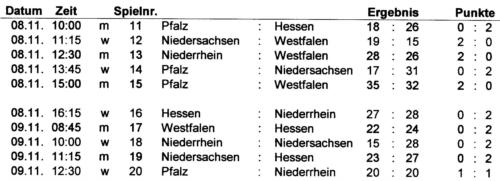 Datum Zeit Spielnr. Ergebnis Punkte
08.11. 10:00 m 11 Pfalz : Hessen 18 : 26 0 : 2
08.11. 11:15 w 12 Niedersachsen : Westfalen 19 : 15 2 : 0
08.11. 12:30 m 13 Niederrhein : Westfalen 28 : 26 2 : 0
08.11. 13:45 w 14 Pfalz : Niedersachsen 17 : 31 0 : 2
08.11. 15:00 m 15 Pfalz : Westfalen 35 : 32 2 : 0
08.11. 16:15 w 16 Hessen : Niederrhein 27 : 28 0 : 2
09.11. 08:45 m 17 Westfalen : Hessen 22 : 24 0 : 2
09.11. 10:00 w 18 Niederrhein : Niedersachsen 15 : 28 0 : 2
09.11. 11:15 m 19 Niedersachsen : Hessen 23 : 27 0 : 2
09.11. 12:30 w 20 Pfalz : Niederrhein 20 : 20 1 : 1